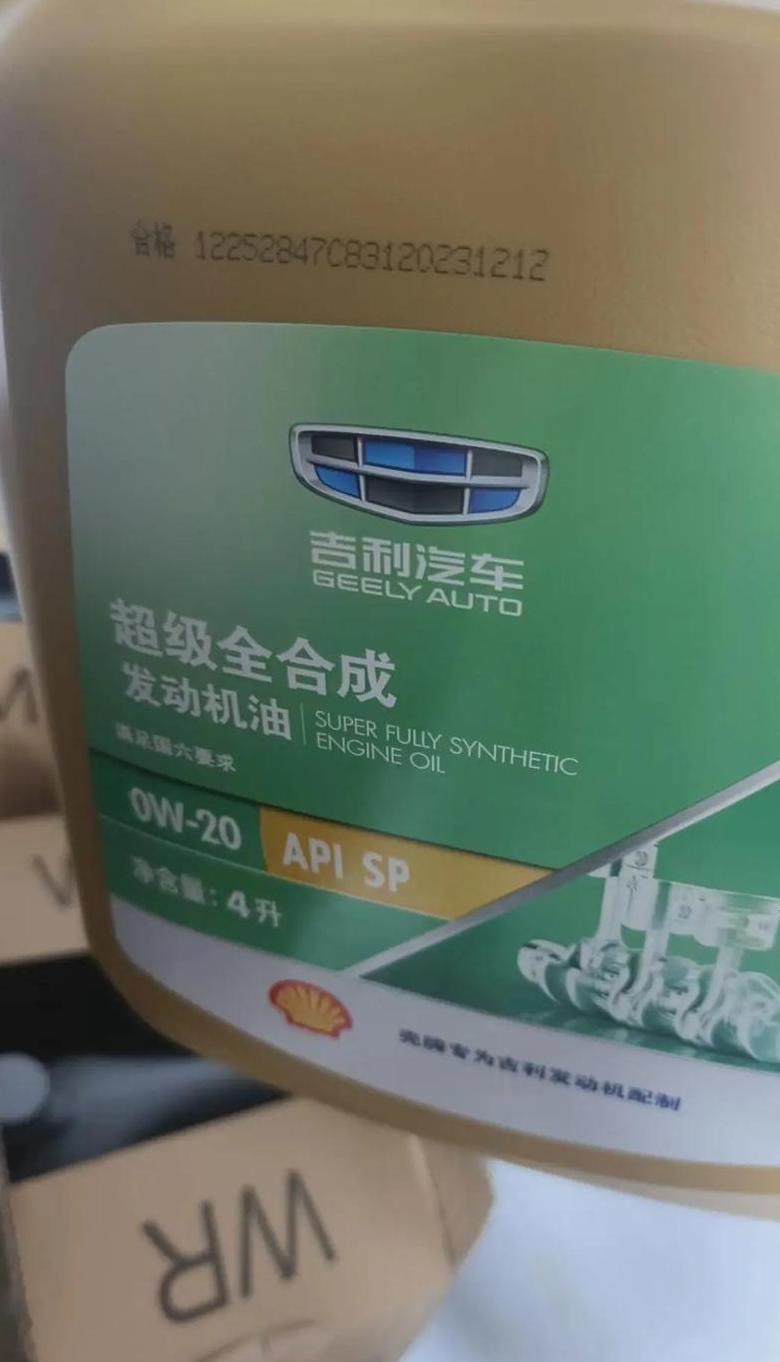 合格 12252847C83120231212
吉利汽车
GEELY AUTO
超级全合成
发动机油
SUPER FULLY SYNTHETIC
ENGINE OIL
满足国六要求
0W-20
API SP
净含量：4升
壳牌专为吉利发动机配制
WR